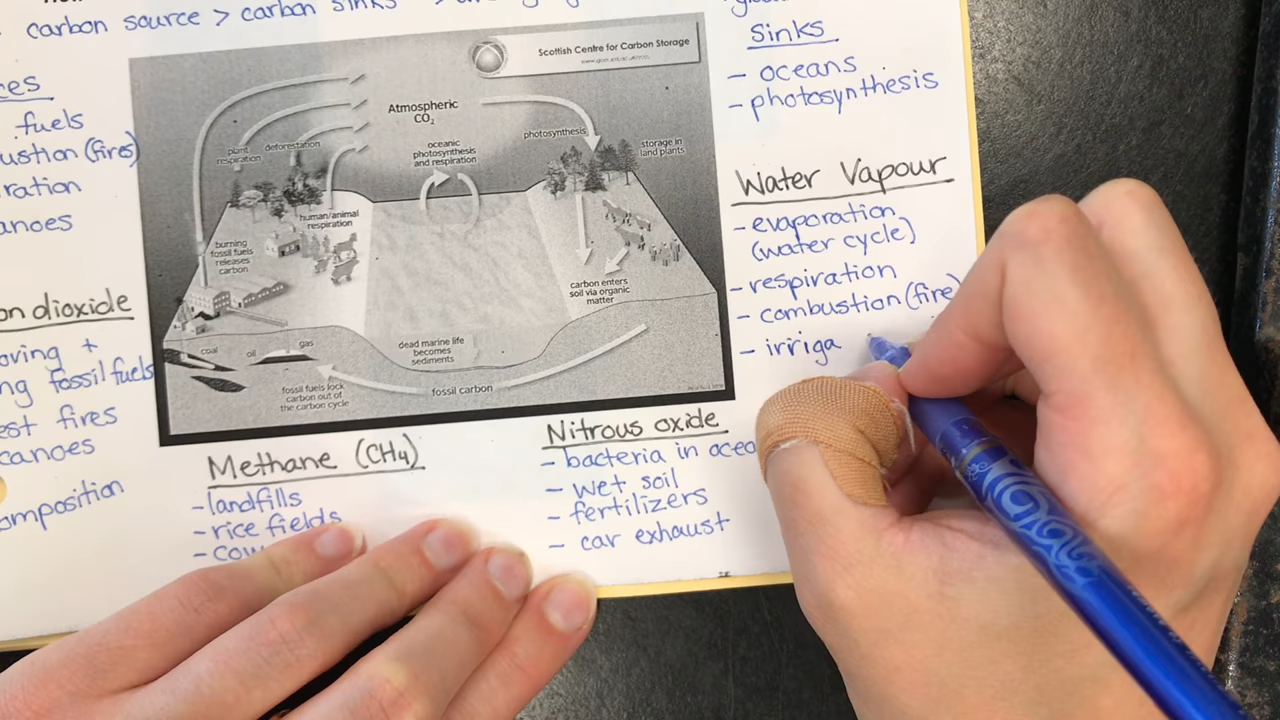 carbon source > carbon sinks
ces
fuels
ustion (fires)
ration
anoes
on dioxide
oving +
ng fossil fuels
est fires
canoes
omposition
Scottish Centre for Carbon Storage
Atmospheric
CO₂
plant
respiration
deforestation
oceanic
photosynthesis
and respiration
photosynthesis
storage in
land plants
human/animal
respiration
burning
fossil fuels
releases
carbon
carbon enters
soil via organic
matter
coal
oil
gas
dead marine life
becomes
sediments
fossil fuels lock
carbon out of
the carbon cycle
fossil carbon
Sinks
- oceans
- photosynthesis
Water Vapour
- evaporation
(water cycle)
- respiration
- combustion (fire)
- irriga
Methane (CH4)
- landfills
- rice fields
- cow
Nitrous oxide
- bacteria in ocea
- wet soil
- fertilizers
- car exhaust